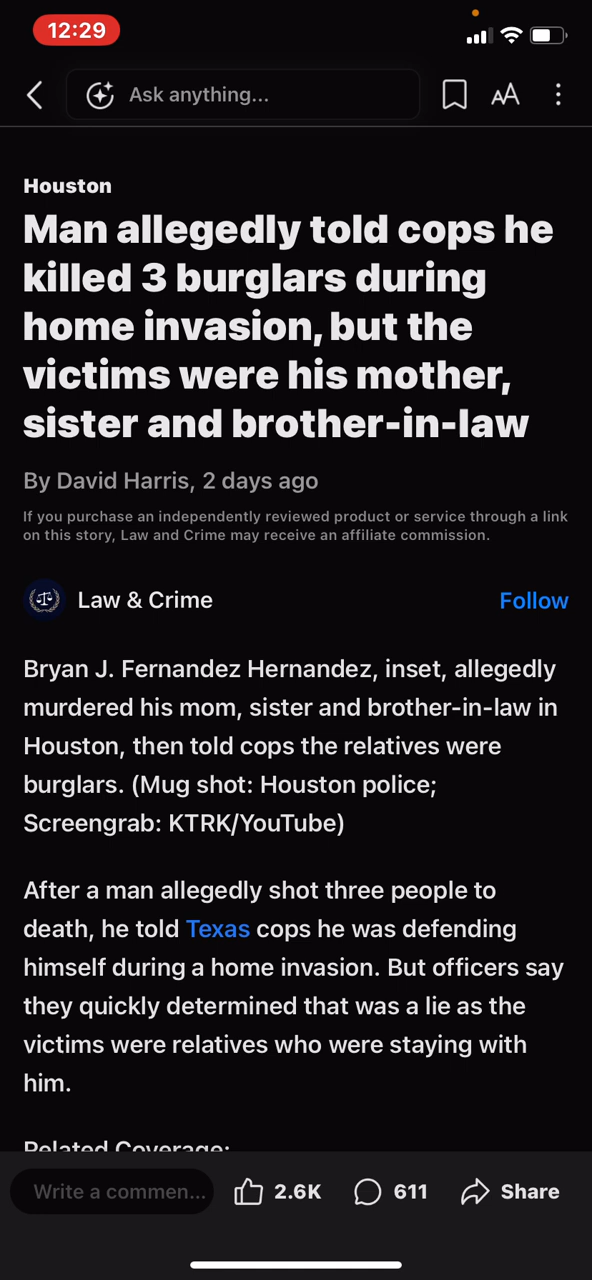 12:29
Ask anything...
AA
Houston
Man allegedly told cops he
killed 3 burglars during
home invasion, but the
victims were his mother,
sister and brother-in-law
By David Harris, 2 days ago
If you purchase an independently reviewed product or service through a link
on this story, Law and Crime may receive an affiliate commission.
Law & Crime
Follow
Bryan J. Fernandez Hernandez, inset, allegedly
murdered his mom, sister and brother-in-law in
Houston, then told cops the relatives were
burglars. (Mug shot: Houston police;
Screengrab: KTRK/YouTube)
After a man allegedly shot three people to
death, he told Texas cops he was defending
himself during a home invasion. But officers say
they quickly determined that was a lie as the
victims were relatives who were staying with
him.
Related Coverage:
Write a commen...
2.6K
611
Share